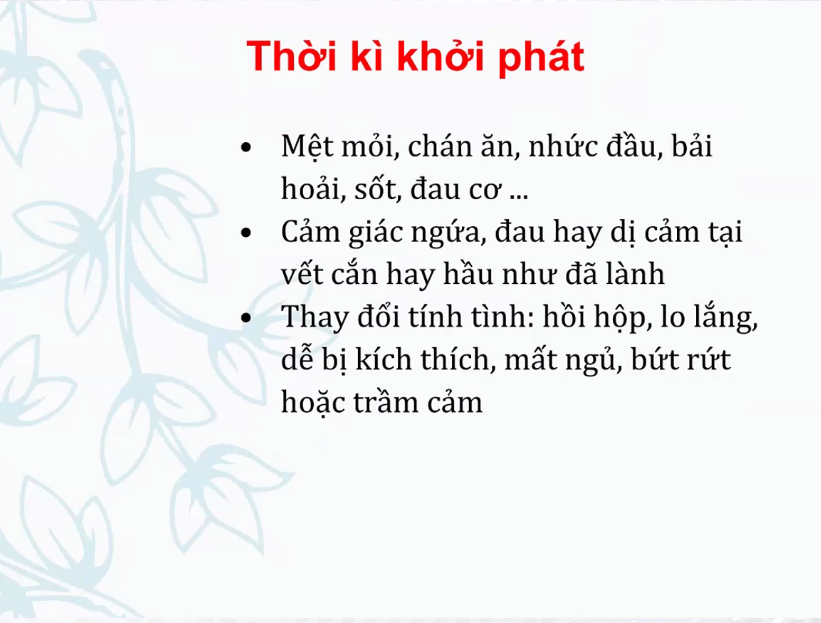 Thời kì khởi phát
• Mệt mỏi, chán ăn, nhức đầu, bải
hoải, sốt, đau cơ ...
• Cảm giác ngứa, đau hay dị cảm tại
vết cắn hay hầu như đã lành
• Thay đổi tính tình: hồi hộp, lo lắng,
dễ bị kích thích, mất ngủ, bứt rứt
hoặc trầm cảm